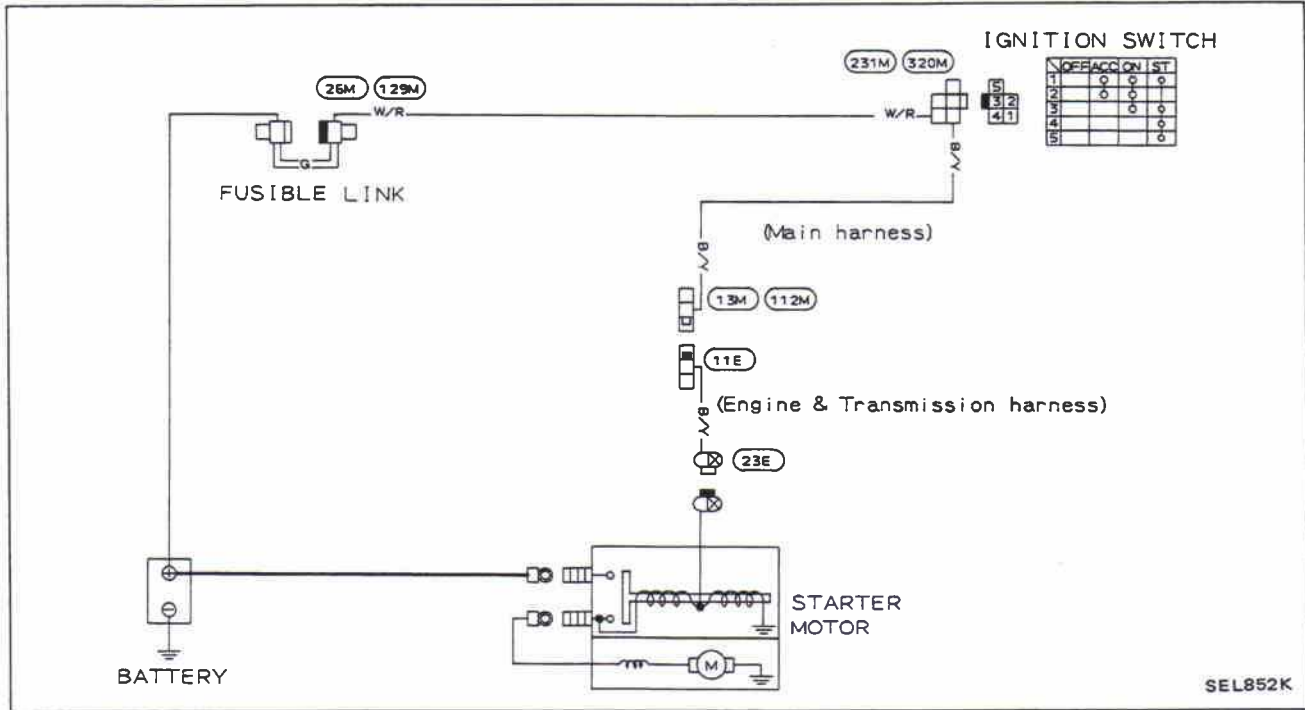 IGNITION SWITCH
231M 320M
OFF ACC ON ST
1
2
3
4
5
5
3 2
4 1
26M 129M
W/R
W/R
G
FUSIBLE LINK
B/Y
(Main harness)
B/Y
13M 112M
11E
B/Y
(Engine & Transmission harness)
23E
STARTER
MOTOR
M
BATTERY
SEL852K